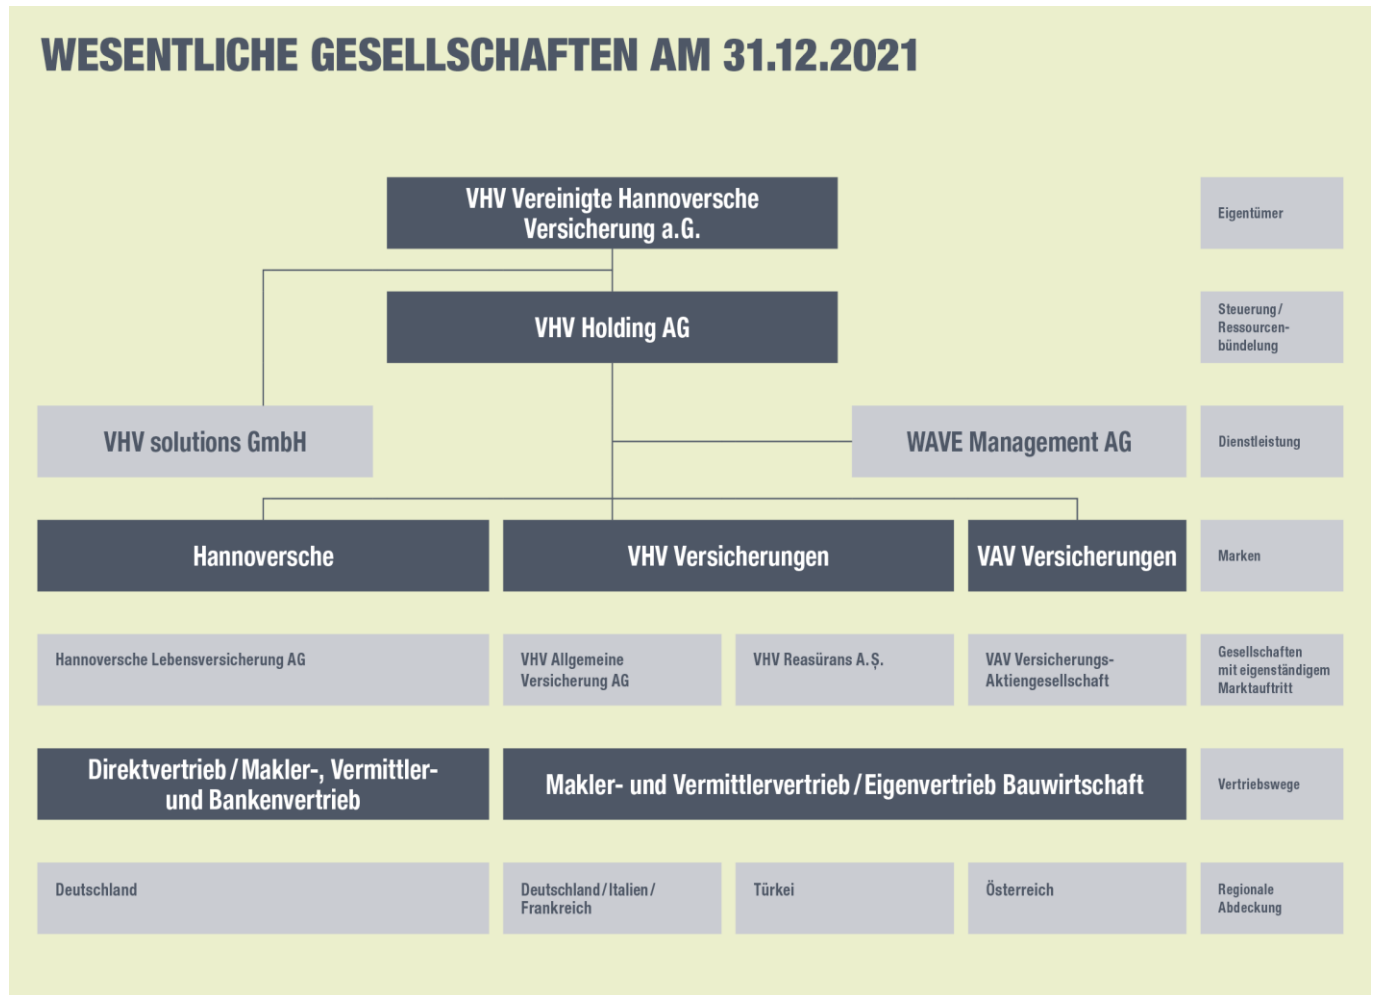 WESENTLICHE GESELLSCHAFTEN AM 31.12.2021
VHV Vereinigte Hannoversche
Versicherung a.G.
Eigentümer
VHV Holding AG
Steuerung/
Ressourcen-
bündelung
VHV solutions GmbH
WAVE Management AG
Dienstleistung
Hannoversche
VHV Versicherungen
VAV Versicherungen
Marken
Hannoversche Lebensversicherung AG
VHV Allgemeine
Versicherung AG
VHV Reasürans A.Ş.
VAV Versicherungs-
Aktiengesellschaft
Gesellschaften
mit eigenständigem
Marktauftritt
Direktvertrieb/Makler-, Vermittler-
und Bankenvertrieb
Makler- und Vermittlervertrieb/Eigenvertrieb Bauwirtschaft
Vertriebswege
Deutschland
Deutschland/Italien/
Frankreich
Türkei
Österreich
Regionale
Abdeckung